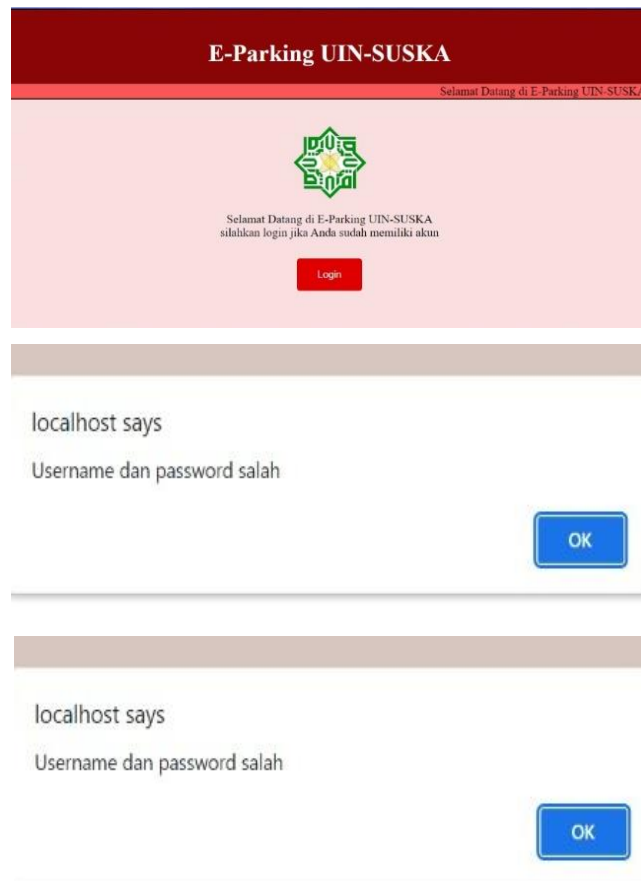 E-Parking UIN-SUSKA
Selamat Datang di E-Parking UIN-SUSKA
Selamat Datang di E-Parking UIN-SUSKA
silahkan login jika Anda sudah memiliki akun
Login
localhost says
Username dan password salah
OK
localhost says
Username dan password salah
OK